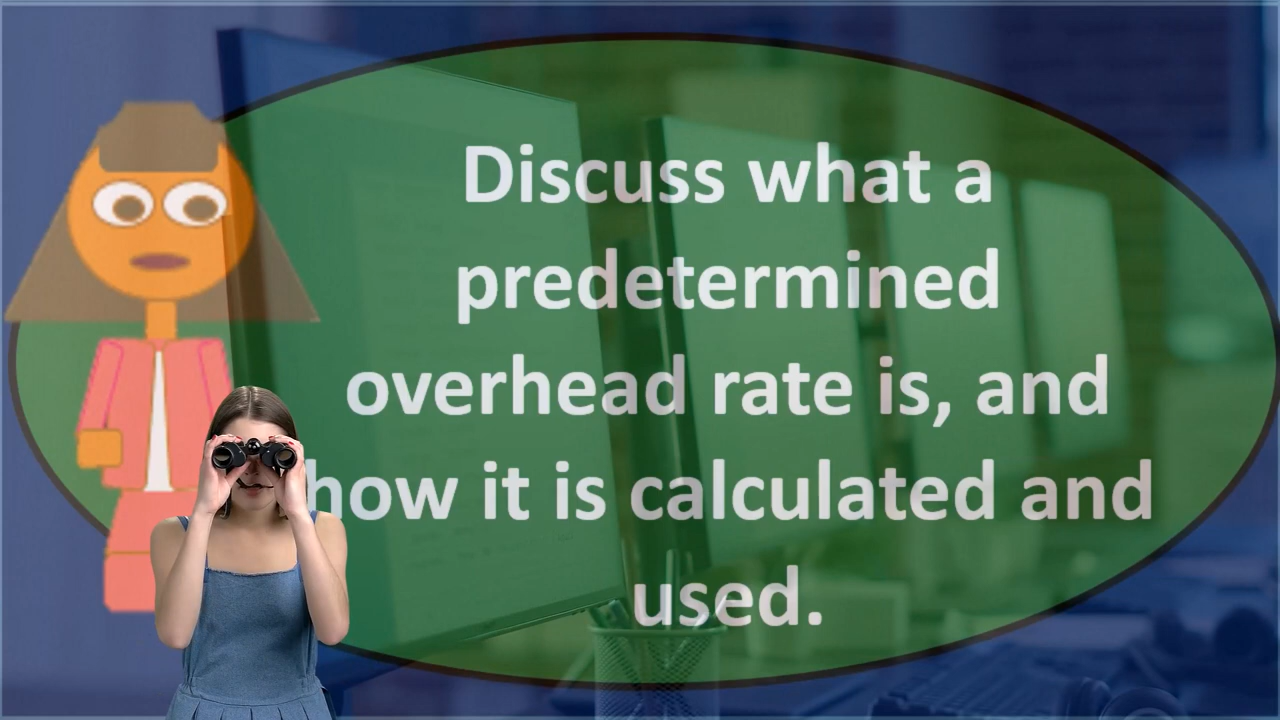 Discuss what a
predetermined
overhead rate is, and
how it is calculated and
used.